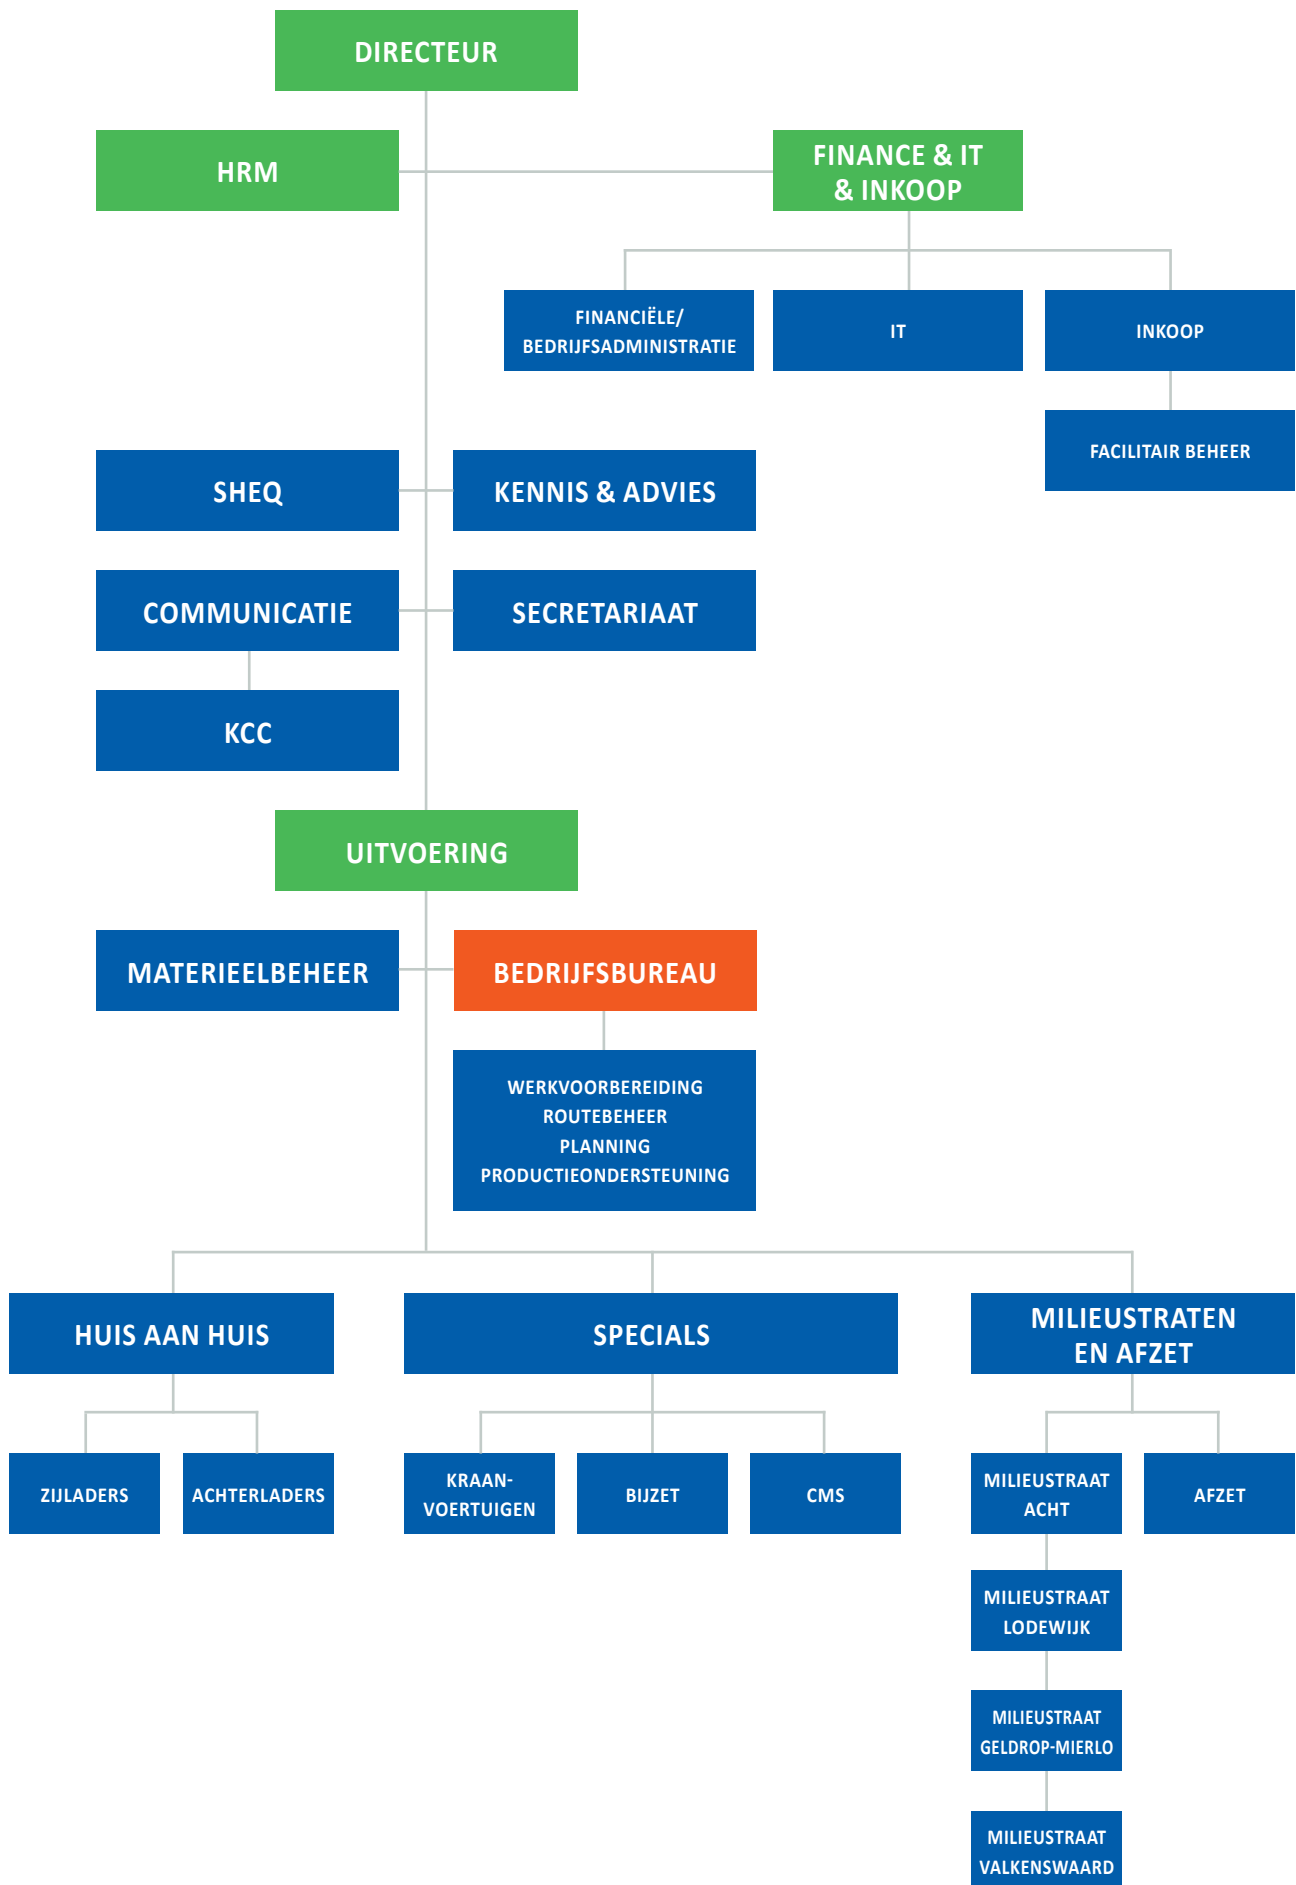 DIRECTEUR
HRM
FINANCE & IT
& INKOOP
FINANCIËLE/
BEDRIJFSADMINISTRATIE
IT
INKOOP
FACILITAIR BEHEER
SHEQ
KENNIS & ADVIES
COMMUNICATIE
SECRETARIAAT
KCC
UITVOERING
MATERIEELBEHEER
BEDRIJFSBUREAU
WERKVOORBEREIDING
ROUTEBEHEER
PLANNING
PRODUCTIEONDERSTEUNING
HUIS AAN HUIS
SPECIALS
MILIEUSTRATEN
EN AFZET
ZIJLADERS
ACHTERLADERS
KRAAN-
VOERTUIGEN
BIJZET
CMS
MILIEUSTRAAT
ACHT
AFZET
MILIEUSTRAAT
LODEWIJK
MILIEUSTRAAT
GELDROP-MIERLO
MILIEUSTRAAT
VALKENSWAARD